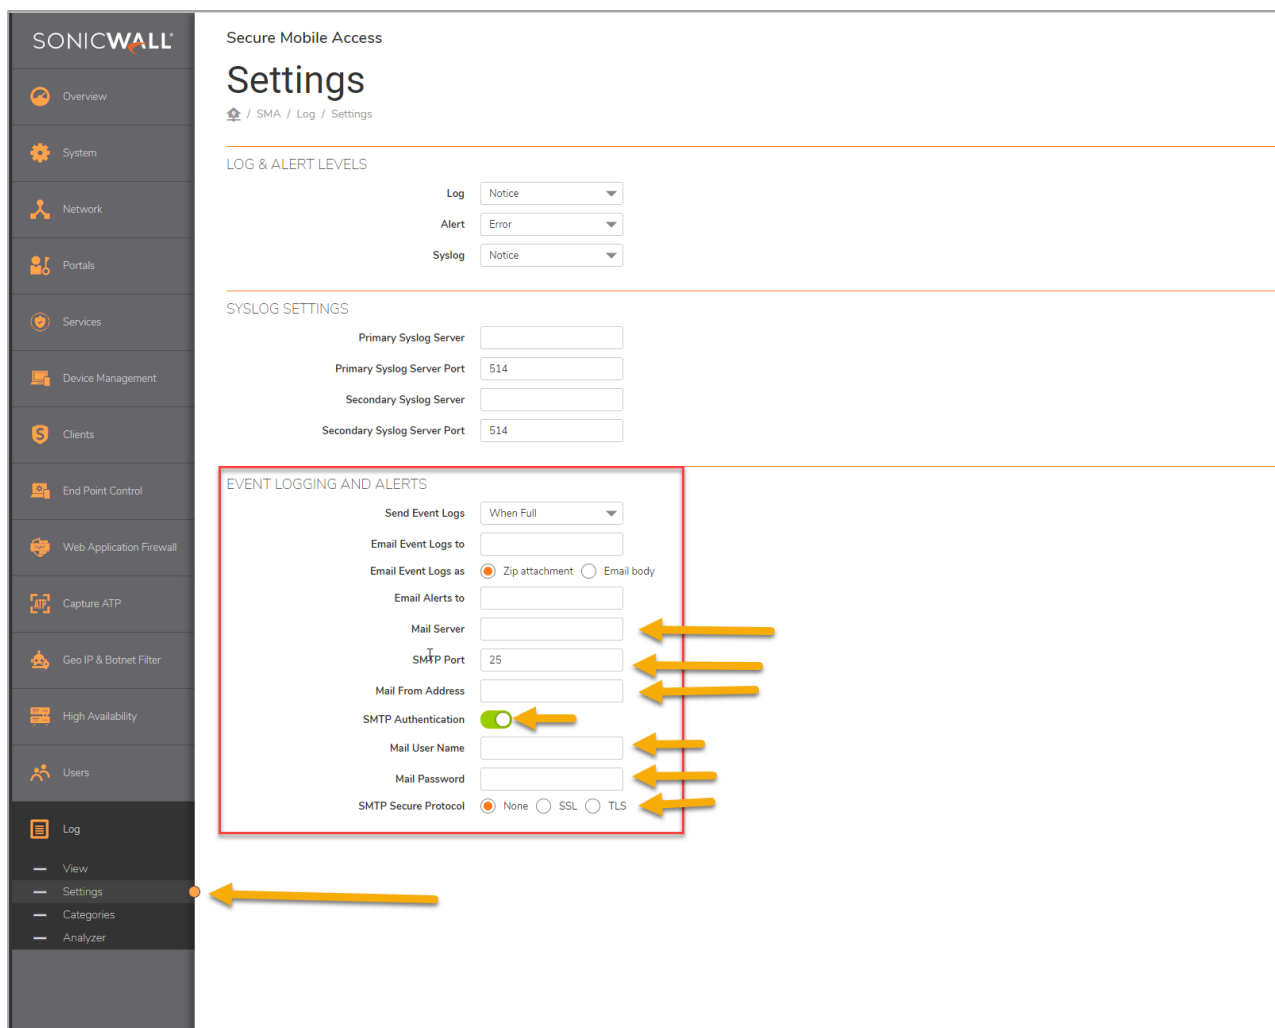 SONICWALL
Overview
System
Network
Portals
Services
Device Management
Clients
End Point Control
Web Application Firewall
ATP Capture ATP
Geo IP & Botnet Filter
High Availability
Users
Log
View
Settings
Categories
Analyzer
Secure Mobile Access
Settings
/ SMA / Log / Settings
LOG & ALERT LEVELS
Log Notice
Alert Error
Syslog Notice
SYSLOG SETTINGS
Primary Syslog Server
Primary Syslog Server Port 514
Secondary Syslog Server
Secondary Syslog Server Port 514
EVENT LOGGING AND ALERTS
Send Event Logs When Full
Email Event Logs to
Email Event Logs as Zip attachment Email body
Email Alerts to
Mail Server
SMTP Port 25
Mail From Address
SMTP Authentication
Mail User Name
Mail Password
SMTP Secure Protocol None SSL TLS